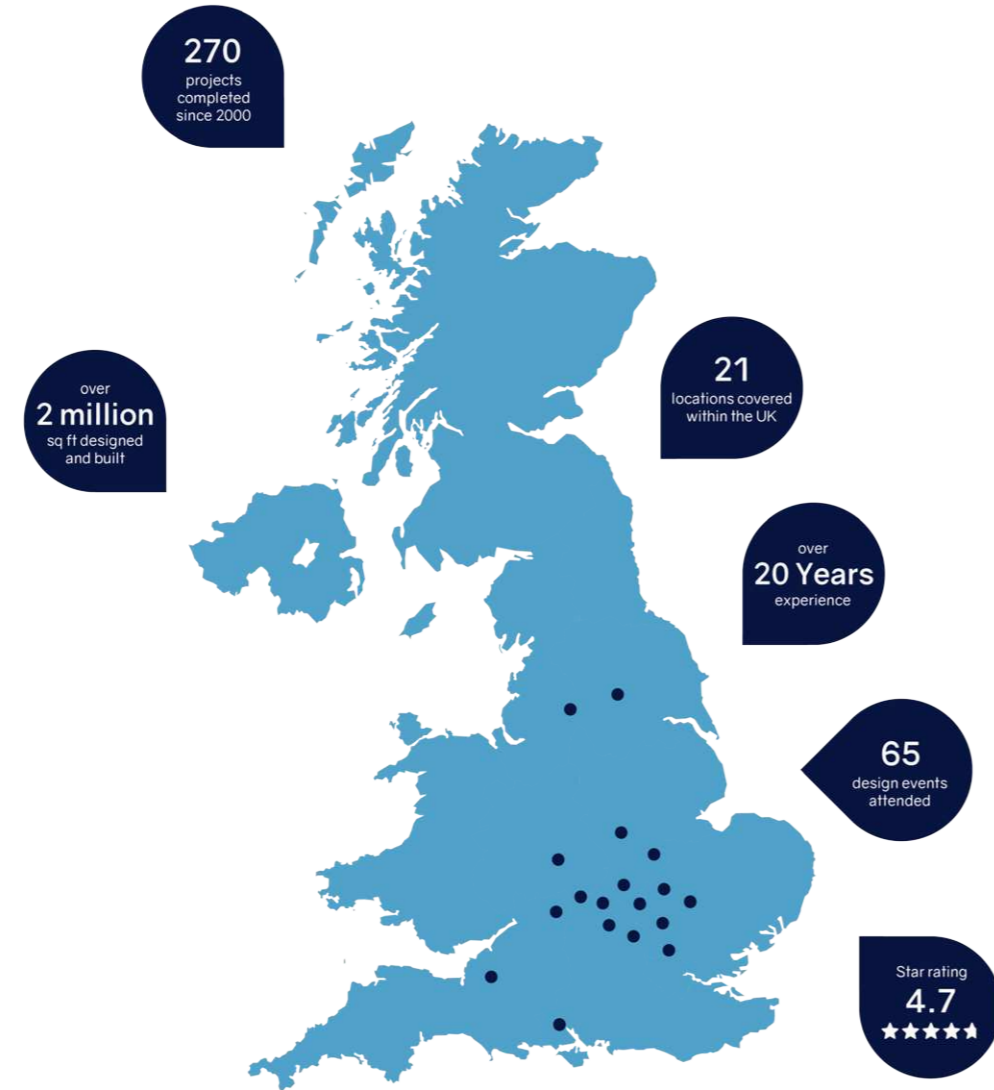 270
projects
completed
since 2000
over
2 million
sq ft designed
and built
21
locations covered
within the UK
over
20 Years
experience
65
design events
attended
Star rating
4.7